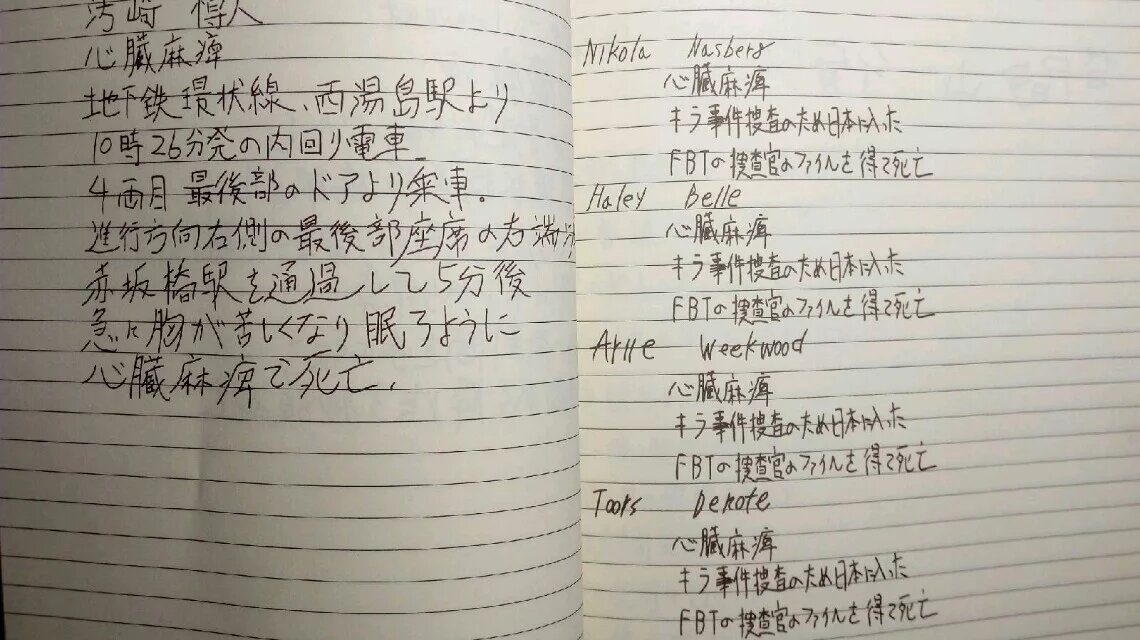 心臓麻痺
地下鉄環状線、西湯島駅より
10時26分発の内回り電車。
4両目最後部のドアより乗車。
進行方向右側の最後部座席の右端
赤坂橋駅を通過して5分後
急に胸が苦しくなり眠るように
心臓麻痺で死亡.
Nikola Nasberg
心臓麻痺
キラ事件捜査のため日本に入った
FBIの捜査官のファイルを得て死亡
Haley Belle
心臓麻痺
キラ事件捜査のため日本に入った
FBIの捜査官のファイルを得て死亡
Arire Weekwood
心臓麻痺
キラ事件捜査のため日本に入った
FBIの捜査官のファイルを得て死亡
Toors Denote
心臓麻痺
キラ事件捜査のため日本に入った
FBIの捜査官のファイルを得て死亡